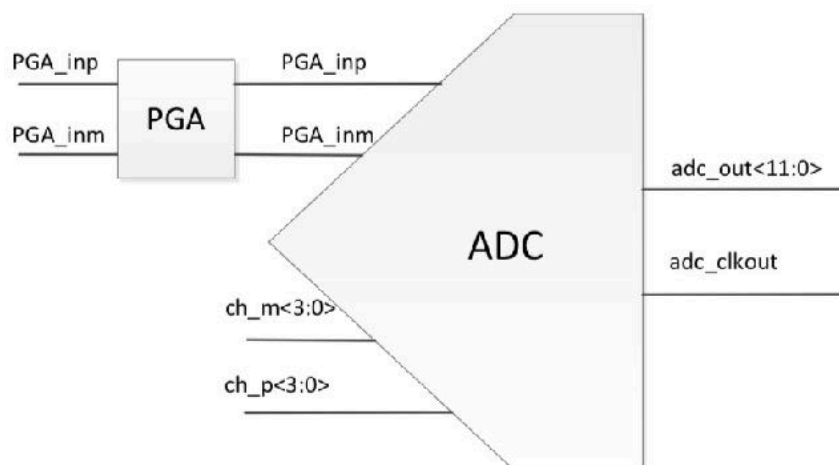 PGA_inp
PGA_inp
PGA
PGA_inm
PGA_inm
adc_out<11:0>
ADC
adc_clkout
ch_m<3:0>
ch_p<3:0>